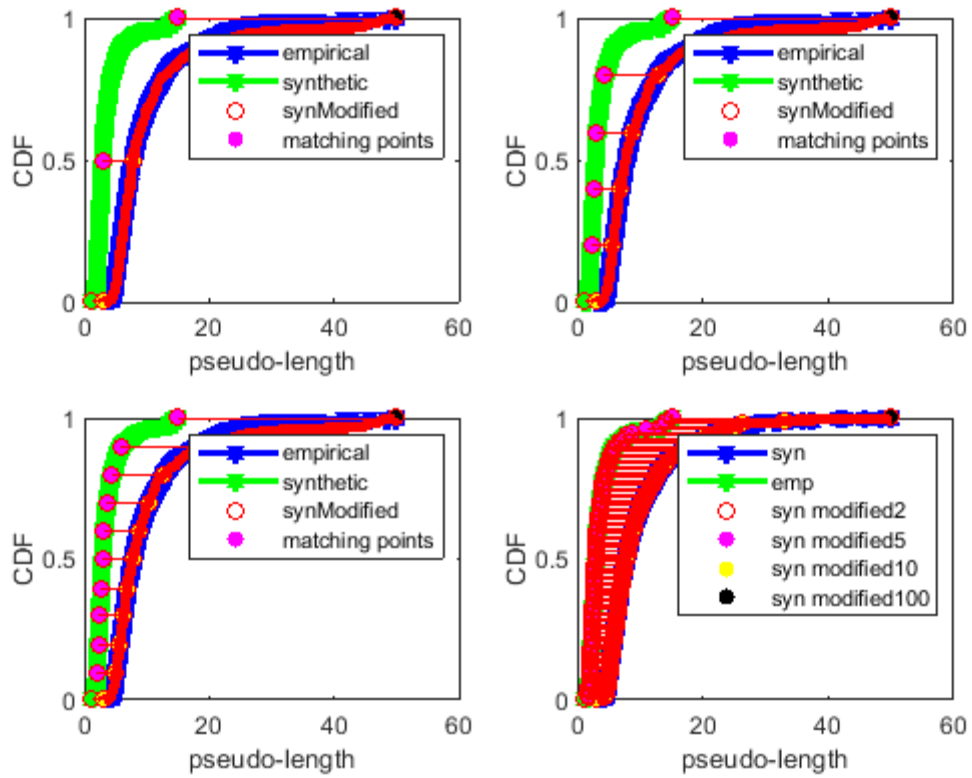 1
0.5
0
CDF
empirical
synthetic
synModified
matching points
0 20 40 60
pseudo-length
1
0.5
0
CDF
empirical
synthetic
synModified
matching points
0 20 40 60
pseudo-length
1
0.5
0
CDF
empirical
synthetic
synModified
matching points
0 20 40 60
pseudo-length
1
0.5
0
CDF
syn
emp
syn modified2
syn modified5
syn modified10
syn modified100
0 20 40 60
pseudo-length